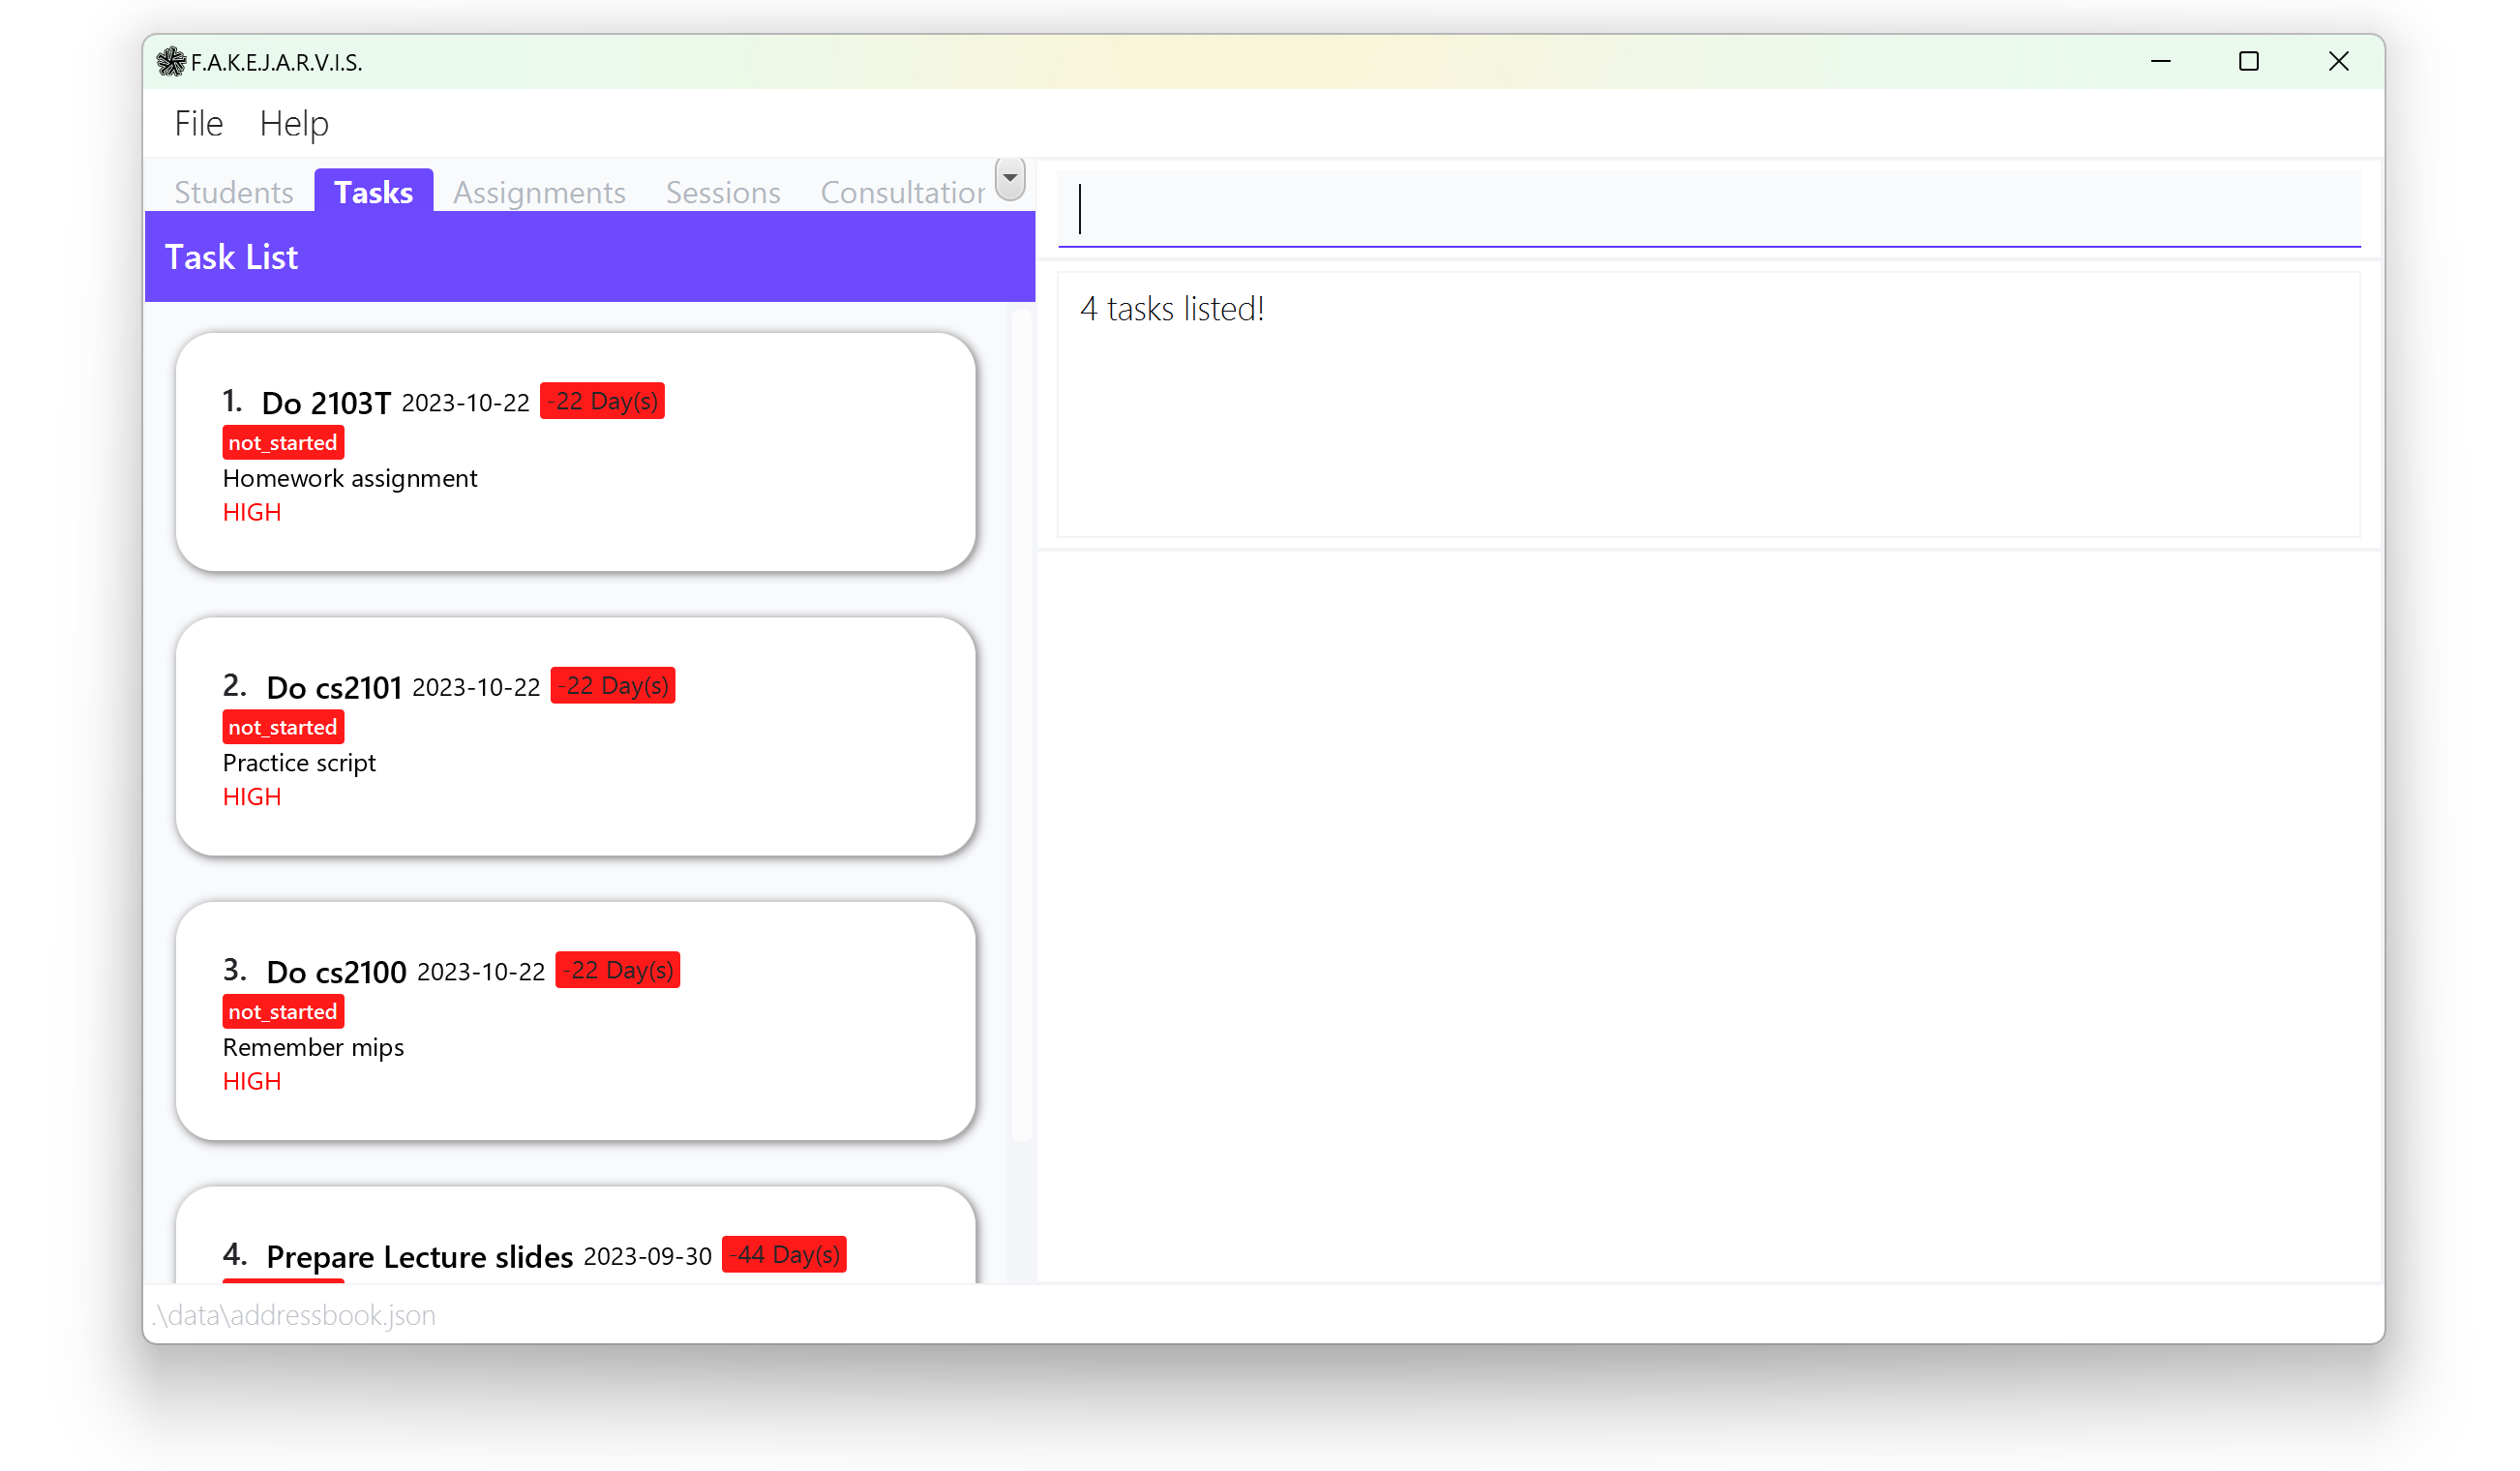 F.A.K.E.J.A.R.V.I.S.
File Help
Students Tasks Assignments Sessions Consultation
Task List
4 tasks listed!
1. Do 2103T 2023-10-22 -22 Day(s)
not_started
Homework assignment
HIGH
2. Do cs2101 2023-10-22 -22 Day(s)
not_started
Practice script
HIGH
3. Do cs2100 2023-10-22 -22 Day(s)
not_started
Remember mips
HIGH
4. Prepare Lecture slides 2023-09-30 -44 Day(s)
.\data\addressbook.json